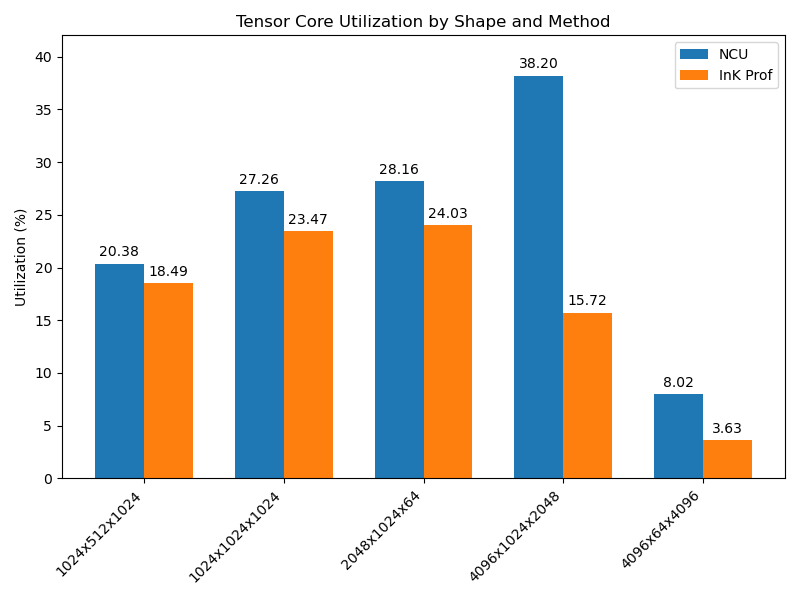 Tensor Core Utilization by Shape and Method
NCU
InK Prof
Utilization (%)
40
35
30
25
20
15
10
5
0
20.38
18.49
27.26
23.47
28.16
24.03
38.20
15.72
8.02
3.63
1024x512x1024
1024x1024x1024
2048x1024x64
4096x1024x2048
4096x64x4096